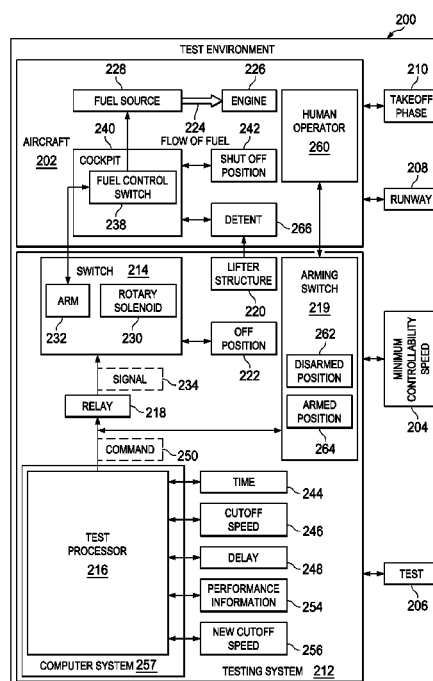 200
TEST ENVIRONMENT
228
FUEL SOURCE
226
ENGINE
210
TAKEOFF
PHASE
AIRCRAFT
202
240
224
FLOW OF FUEL
242
COCKPIT
FUEL CONTROL
SWITCH
238
SHUT OFF
POSITION
HUMAN
OPERATOR
260
208
RUNWAY
DETENT
266
SWITCH 214
ARM
232
ROTARY
SOLENOID
230
LIFTER
STRUCTURE
220
OFF
POSITION
222
ARMING
SWITCH
219
262
DISARMED
POSITION
ARMED
POSITION
264
MINIMUM
CONTROLLABILITY
SPEED
204
SIGNAL
234
RELAY
218
COMMAND
250
TEST
PROCESSOR
216
TIME
244
CUTOFF
SPEED
246
DELAY
248
PERFORMANCE
INFORMATION
254
NEW CUTOFF
SPEED
256
TEST
206
COMPUTER SYSTEM 257
TESTING SYSTEM 212